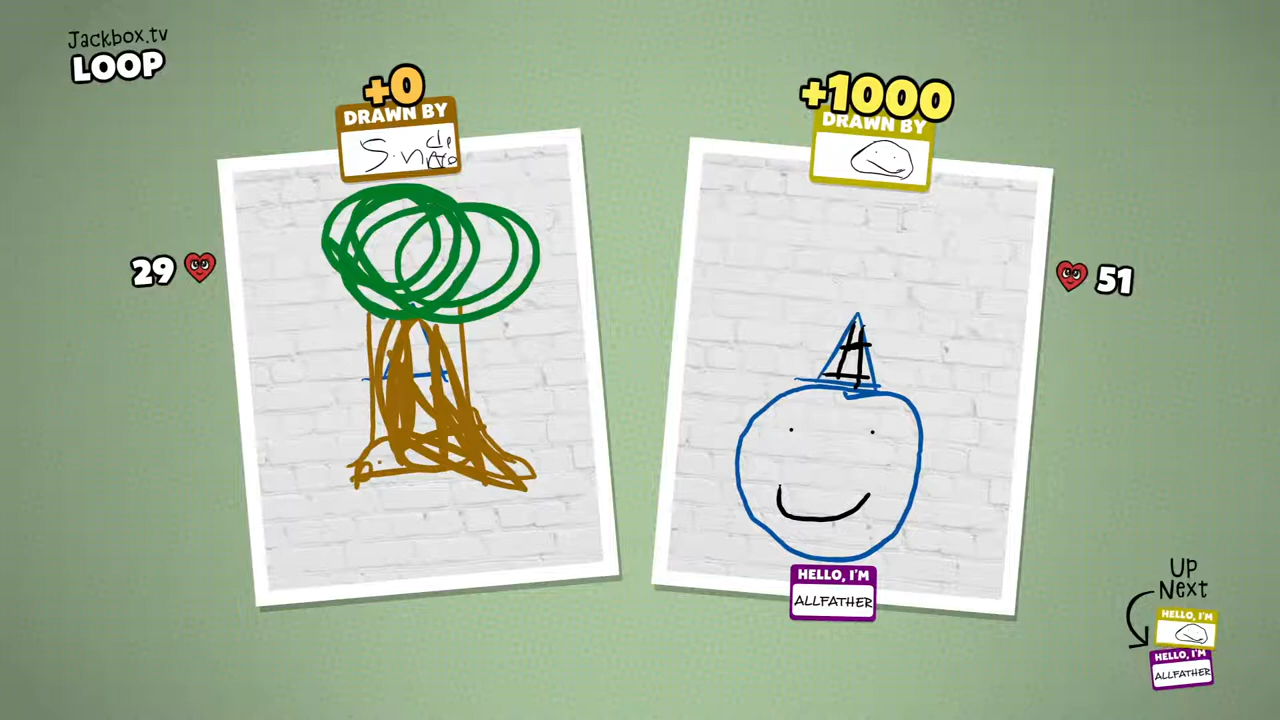 Jackbox.tv
LOOP
+0
DRAWN BY
+1000
DRAWN BY
29
51
HELLO, I'M
ALLFATHER
UP
NEXT
HELLO, I'M
HELLO, I'M
ALLFATHER